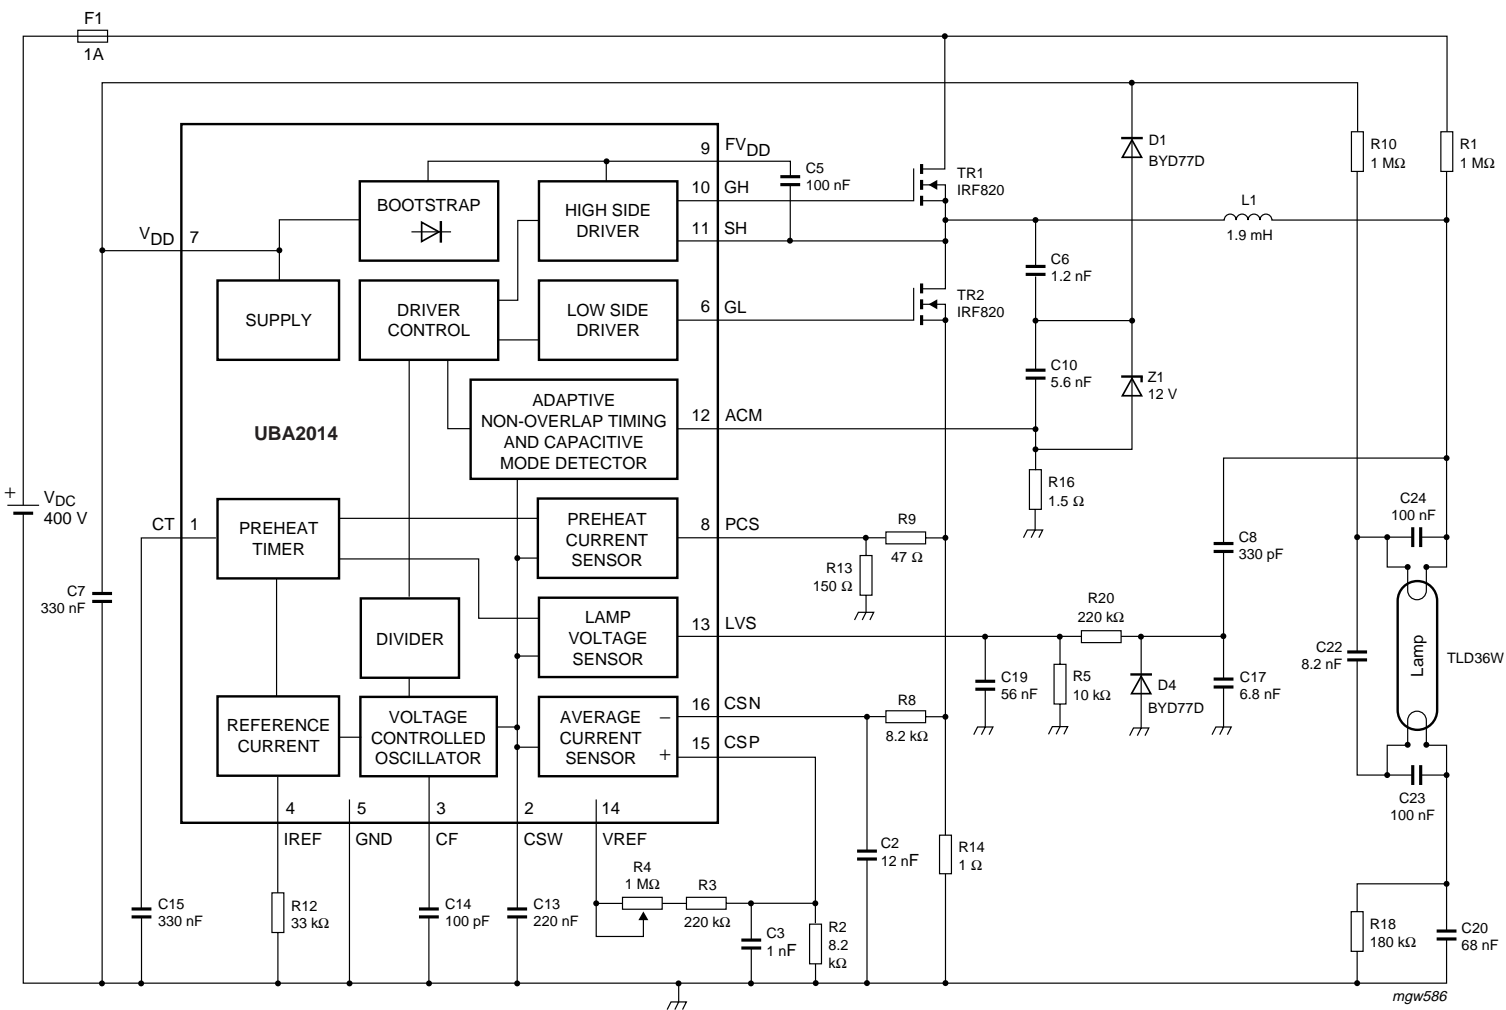 F1
1A
9
FVDD
C5
100 nF
D1
BYD77D
R10
1 MΩ
R1
1 MΩ
BOOTSTRAP
HIGH SIDE
DRIVER
10
GH
TR1
IRF820
11
SH
L1
1.9 mH
VDD
7
C6
1.2 nF
SUPPLY
DRIVER
CONTROL
LOW SIDE
DRIVER
6
GL
TR2
IRF820
C10
5.6 nF
Z1
12 V
ADAPTIVE
NON-OVERLAP TIMING
AND CAPACITIVE
MODE DETECTOR
12
ACM
UBA2014
R16
1.5 Ω
+
VDC
400 V
CT
1
PREHEAT
TIMER
PREHEAT
CURRENT
SENSOR
8
PCS
R9
47 Ω
R13
150 Ω
C8
330 pF
C24
100 nF
C7
330 nF
DIVIDER
LAMP
VOLTAGE
SENSOR
13
LVS
R20
220 kΩ
C19
56 nF
R5
10 kΩ
D4
BYD77D
C17
6.8 nF
C22
8.2 nF
Lamp
TLD36W
REFERENCE
CURRENT
VOLTAGE
CONTROLLED
OSCILLATOR
AVERAGE
CURRENT
SENSOR
−
+
16
CSN
15
CSP
R8
8.2 kΩ
C23
100 nF
4
5
3
2
14
IREF
GND
CF
CSW
VREF
C2
12 nF
R14
1 Ω
R4
1 MΩ
R3
220 kΩ
C15
330 nF
R12
33 kΩ
C14
100 pF
C13
220 nF
C3
1 nF
R2
8.2
kΩ
R18
180 kΩ
C20
68 nF
mgw586